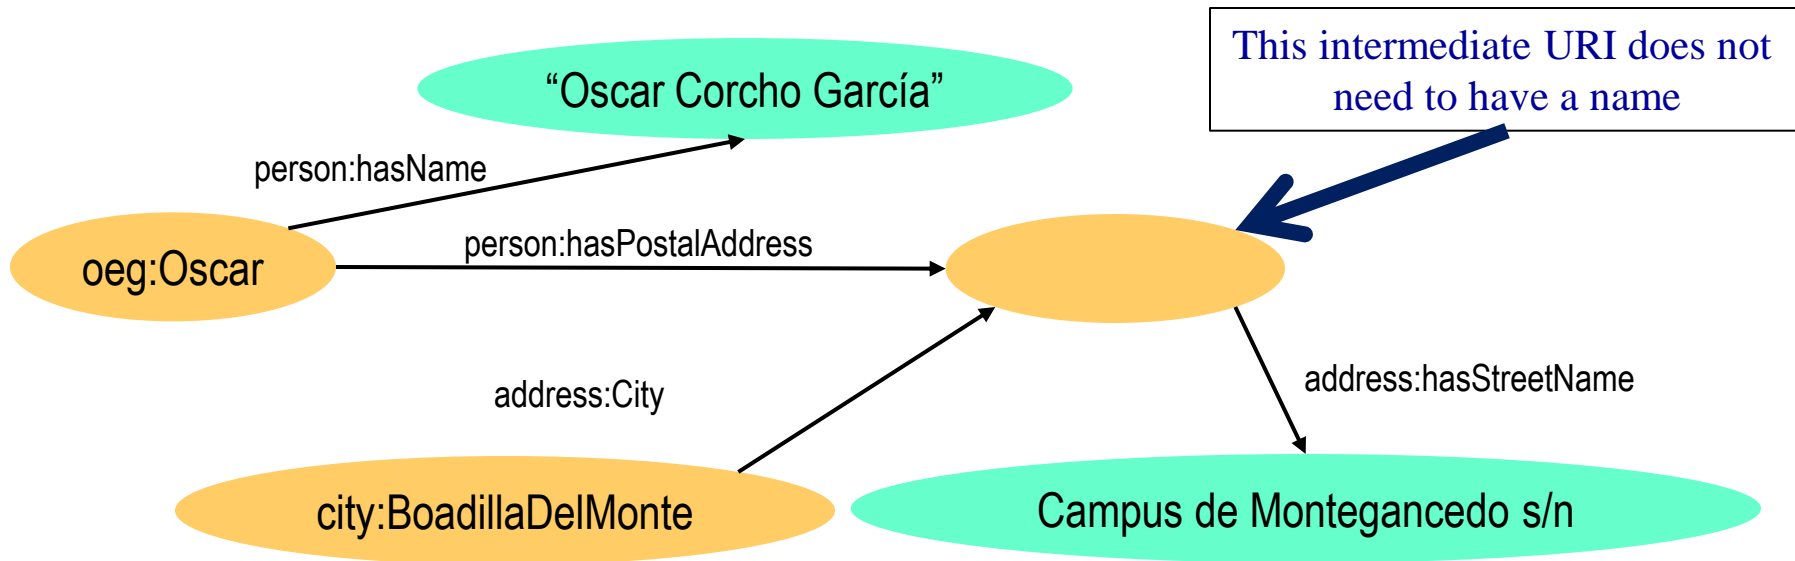 This intermediate URI does not
need to have a name
“Oscar Corcho García”
person:hasName
person:hasPostalAddress
oeg:Oscar
address:City
address:hasStreetName
city:BoadillaDelMonte
Campus de Montegancedo s/n